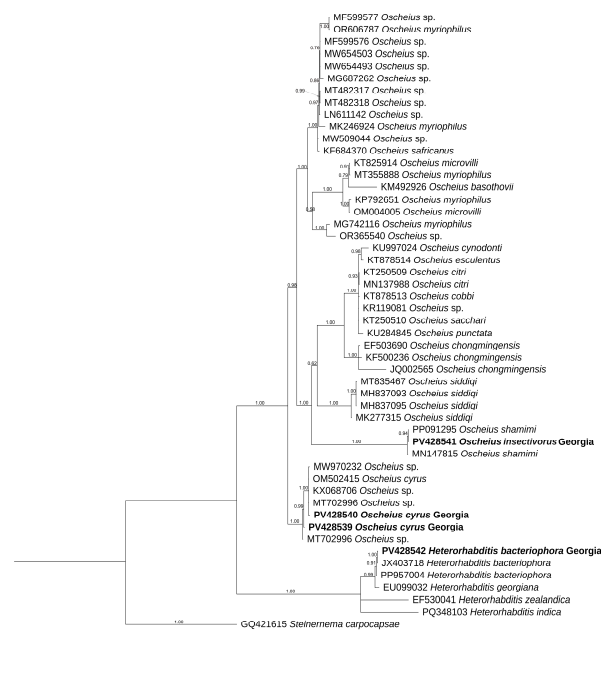 MF599577 Oscheius sp.
OR606787 Oscheius myriophilus
MF599576 Oscheius sp.
MW654503 Oscheius sp.
MW654493 Oscheius sp.
MG687262 Oscheius sp.
MT482317 Oscheius sp.
MT482318 Oscheius sp.
LN611142 Oscheius sp.
MK246924 Oscheius myriophilus
MW509044 Oscheius sp.
KF684370 Oscheius safricanus
KT825914 Oscheius microvilli
MT355888 Oscheius myriophilus
KM492926 Oscheius basothovii
KP792651 Oscheius myriophilus
OM004005 Oscheius microvilli
MG742116 Oscheius myriophilus
OR365540 Oscheius sp.
KU997024 Oscheius cynodonti
KT878514 Oscheius esculentus
KT250509 Oscheius citri
MN137988 Oscheius citri
KT878513 Oscheius cobbi
KR119081 Oscheius sp.
KT250510 Oscheius sacchari
KU284845 Oscheius punctata
EF503690 Oscheius chongmingensis
KF500236 Oscheius chongmingensis
JQ002565 Oscheius chongmingensis
MT835467 Oscheius siddiqi
MH837093 Oscheius siddiqi
MH837095 Oscheius siddiqi
MK277315 Oscheius siddiqi
PP091295 Oscheius shamimi
PV428541 Oscheius insectivorus Georgia
MN147815 Oscheius shamimi
MW970232 Oscheius sp.
OM502415 Oscheius cyrus
KX068706 Oscheius sp.
MT702996 Oscheius sp.
PV428540 Oscheius cyrus Georgia
PV428539 Oscheius cyrus Georgia
MT702996 Oscheius sp.
PV428542 Heterorhabditis bacteriophora Georgia
JX403718 Heterorhabditis bacteriophora
PP957004 Heterorhabditis bacteriophora
EU099032 Heterorhabditis georgiana
EF530041 Heterorhabditis zealandica
PQ348103 Heterorhabditis indica
1.00 GQ421615 Steinernema carpocapsae